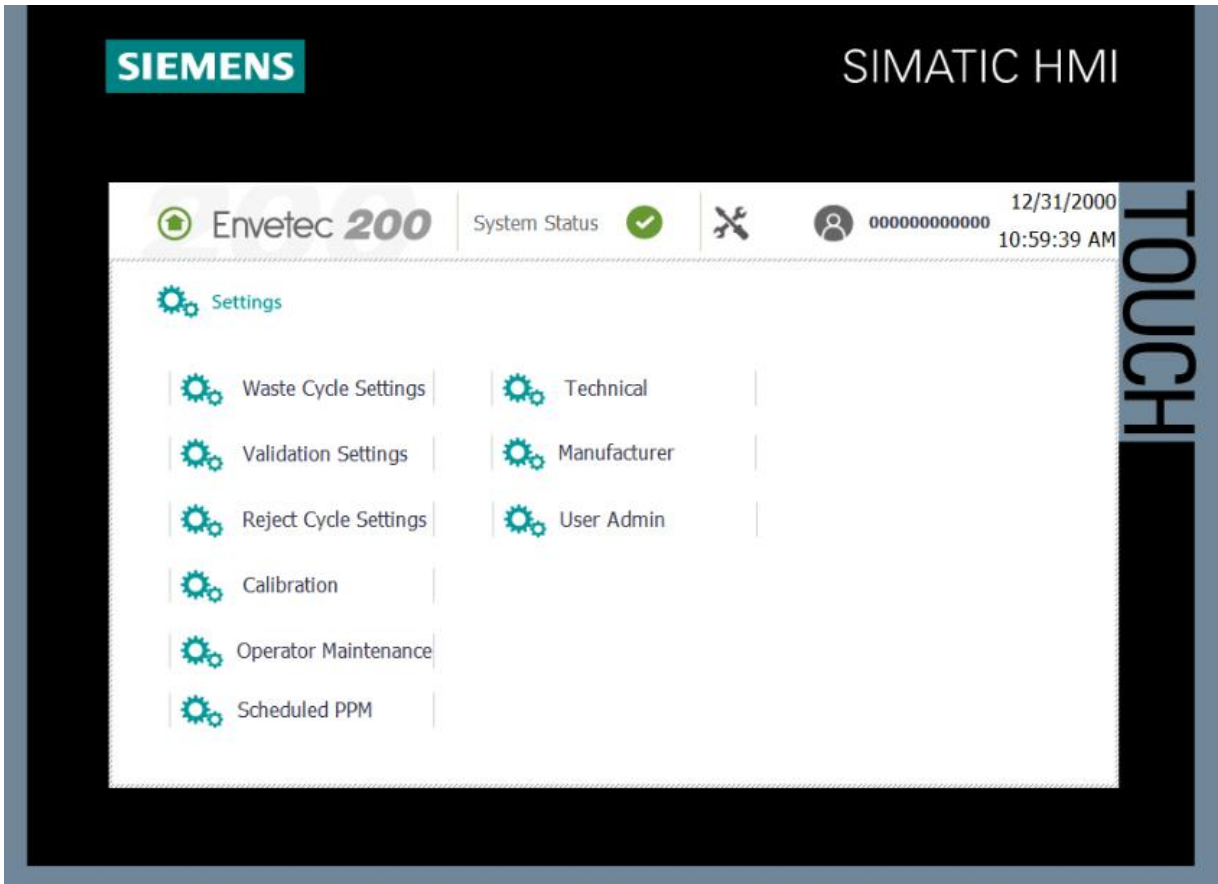 SIEMENS
SIMATIC HMI
TOUCH
Envetec 200
System Status
000000000000
12/31/2000
10:59:39 AM
Settings
Waste Cycle Settings
Technical
Validation Settings
Manufacturer
Reject Cycle Settings
User Admin
Calibration
Operator Maintenance
Scheduled PPM